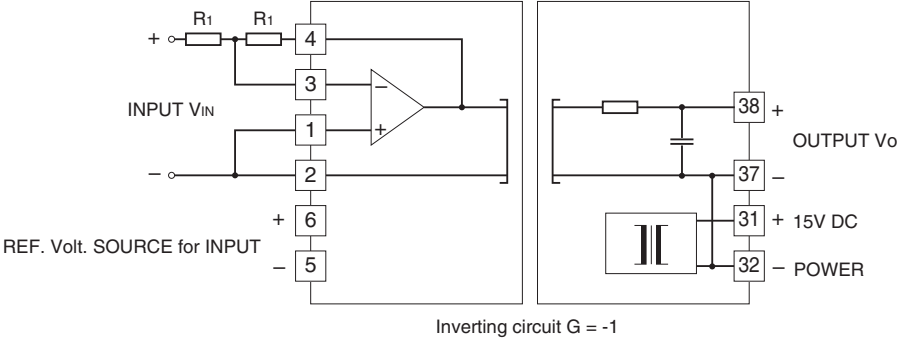 R1 R1
+ 4
3 −
INPUT VIN
1 +
− 2
+ 6
REF. Volt. SOURCE for INPUT
− 5
38 +
OUTPUT Vo
37 −
31 + 15V DC
32 − POWER
Inverting circuit G = -1